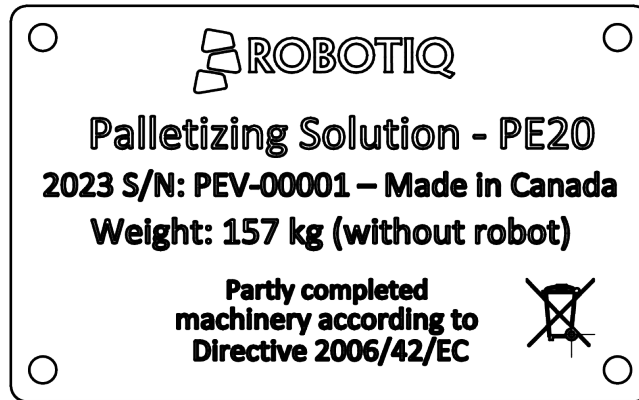 ROBOTIQ
Palletizing Solution - PE20
2023 S/N: PEV-00001 – Made in Canada
Weight: 157 kg (without robot)
Partly completed
machinery according to
Directive 2006/42/EC